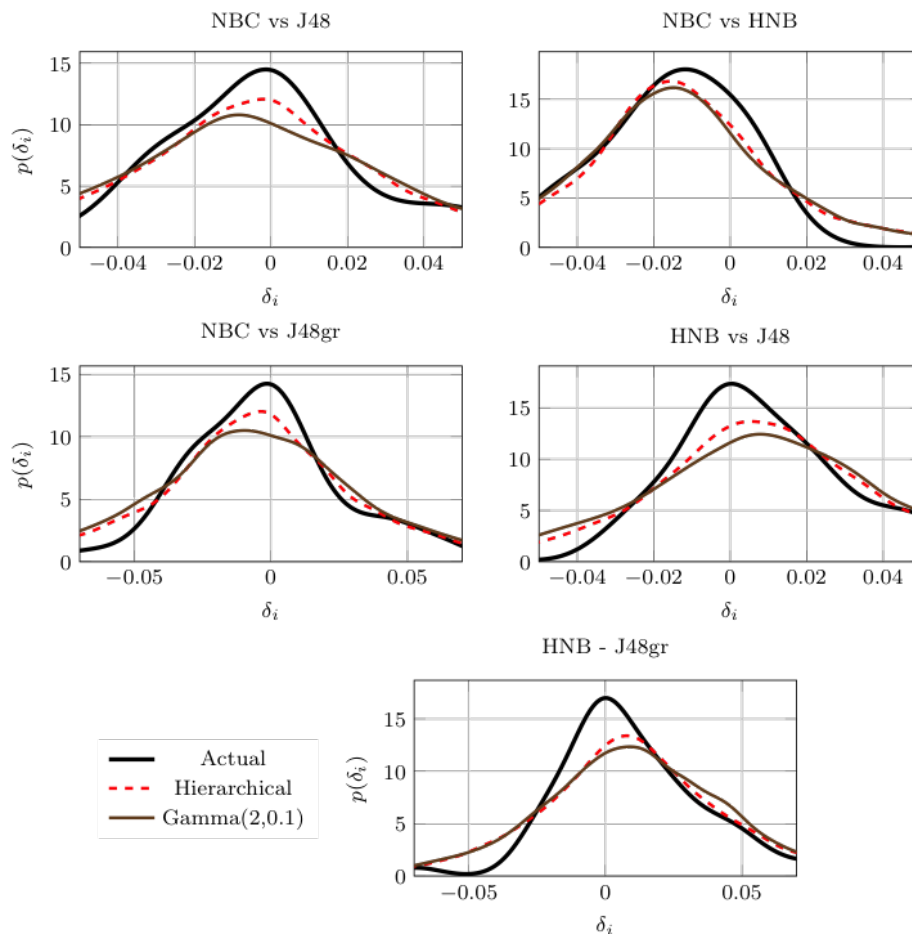 NBC vs J48
15
10
5
0
−0.04
−0.02
0
0.02
0.04
p(δᵢ)
δᵢ
NBC vs HNB
15
10
5
0
−0.04
−0.02
0
0.02
0.04
δᵢ
NBC vs J48gr
15
10
5
0
−0.05
0
0.05
p(δᵢ)
δᵢ
HNB vs J48
15
10
5
0
−0.04
−0.02
0
0.02
0.04
δᵢ
HNB - J48gr
15
10
5
0
−0.05
0
0.05
p(δᵢ)
δᵢ
Actual
Hierarchical
Gamma(2,0.1)